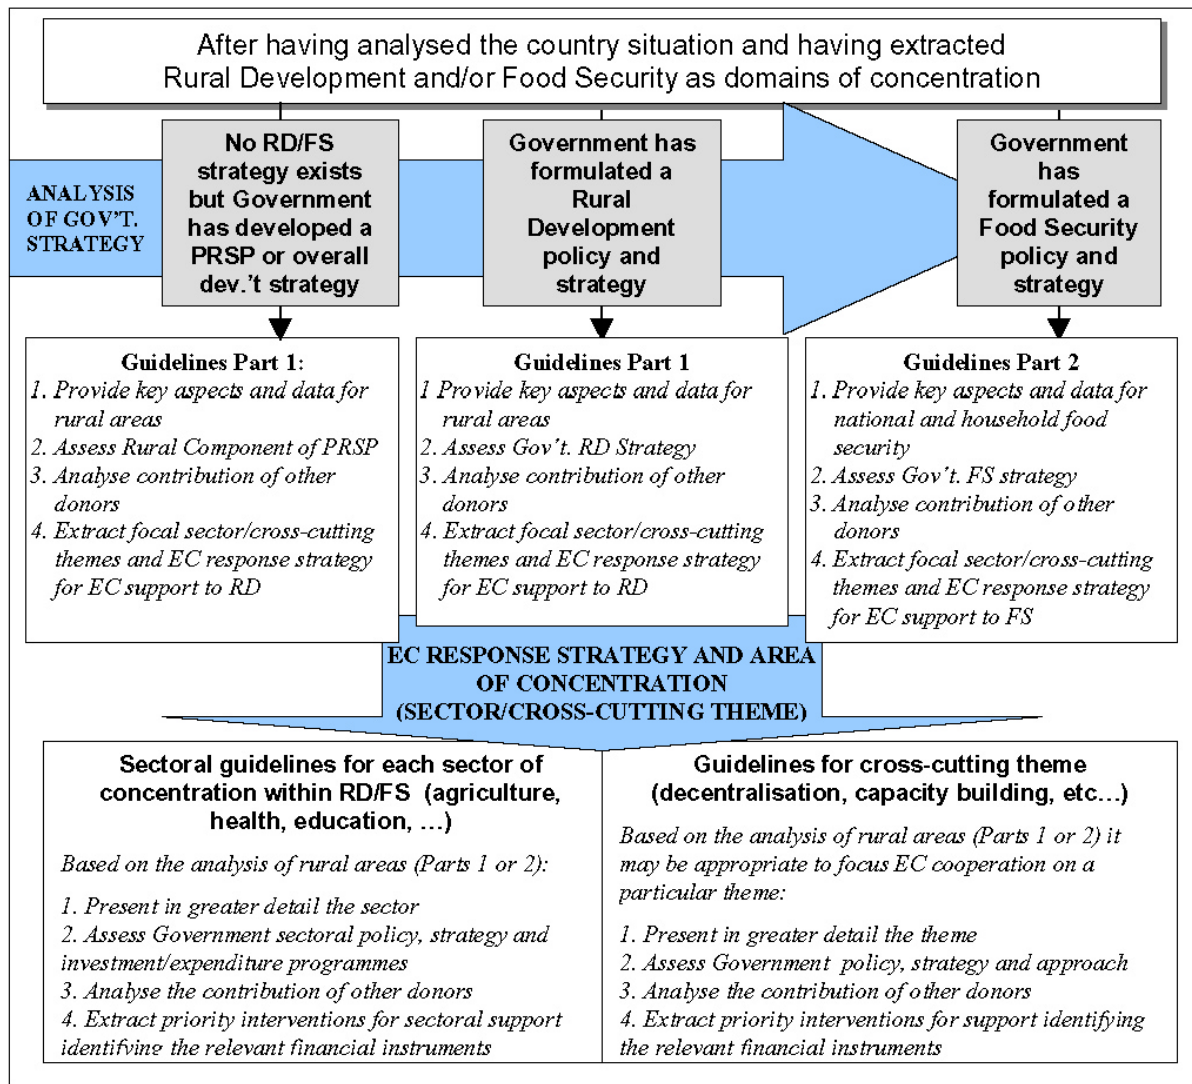 After having analysed the country situation and having extracted
Rural Development and/or Food Security as domains of concentration
ANALYSIS
OF GOV'T.
STRATEGY
No RD/FS
strategy exists
but Government
has developed a
PRSP or overall
dev.'t strategy
Government has
formulated a
Rural
Development
policy and
strategy
Government
has
formulated a
Food Security
policy and
strategy
Guidelines Part 1:
1. Provide key aspects and data for
rural areas
2. Assess Rural Component of PRSP
3. Analyse contribution of other
donors
4. Extract focal sector/cross-cutting
themes and EC response strategy
for EC support to RD
Guidelines Part 1
1 Provide key aspects and data for
rural areas
2. Assess Gov't. RD Strategy
3. Analyse contribution of other
donors
4. Extract focal sector/cross-cutting
themes and EC response strategy
for EC support to RD
Guidelines Part 2
1. Provide key aspects and data for
national and household food
security
2. Assess Gov't. FS strategy
3. Analyse contribution of other
donors
4. Extract focal sector/cross-cutting
themes and EC response strategy
for EC support to FS
EC RESPONSE STRATEGY AND AREA
OF CONCENTRATION
(SECTOR/CROSS-CUTTING THEME)
Sectoral guidelines for each sector of
concentration within RD/FS (agriculture,
health, education, …)
Based on the analysis of rural areas (Parts 1 or 2):
1. Present in greater detail the sector
2. Assess Government sectoral policy, strategy and
investment/expenditure programmes
3. Analyse the contribution of other donors
4. Extract priority interventions for sectoral support
identifying the relevant financial instruments
Guidelines for cross-cutting theme
(decentralisation, capacity building, etc…)
Based on the analysis of rural areas (Parts 1 or 2) it
may be appropriate to focus EC cooperation on a
particular theme:
1. Present in greater detail the theme
2. Assess Government policy, strategy and approach
3. Analyse the contribution of other donors
4. Extract priority interventions for support identifying
the relevant financial instruments